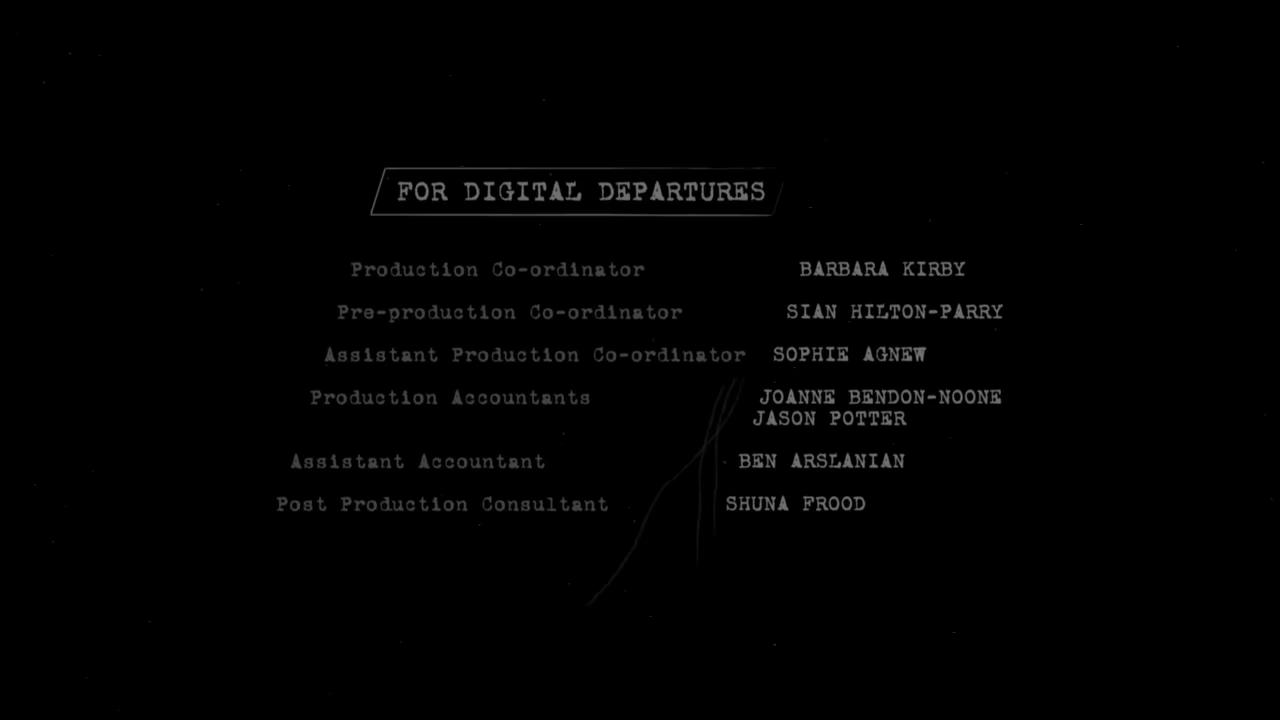 FOR DIGITAL DEPARTURES
Production Co-ordinator BARBARA KIRBY
Pre-production Co-ordinator SIAN HILTON-PARRY
Assistant Production Co-ordinator SOPHIE AGNEW
Production Accountants JOANNE BENDON-NOONE
JASON POTTER
Assistant Accountant BEN ARSLANIAN
Post Production Consultant SHUNA FROOD